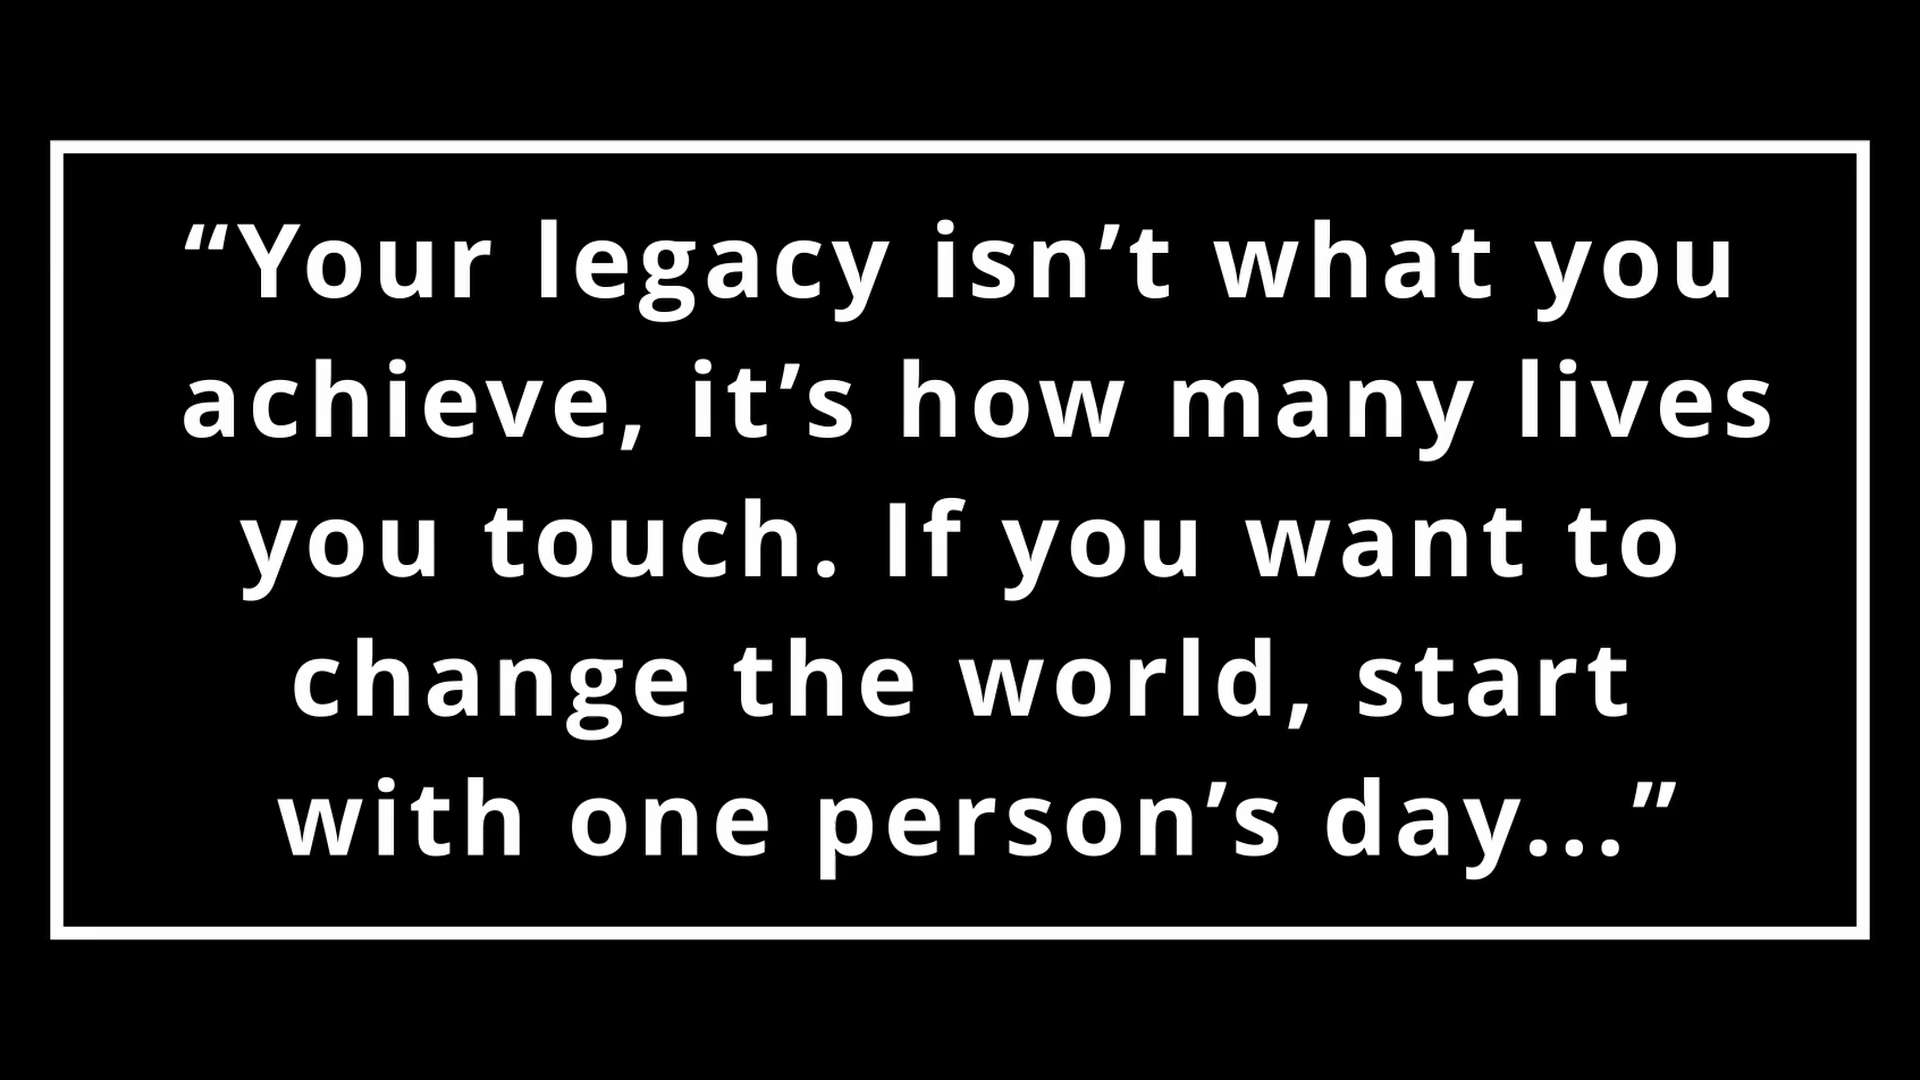 “Your legacy isn’t what you
achieve, it’s how many lives
you touch. If you want to
change the world, start
with one person’s day...”